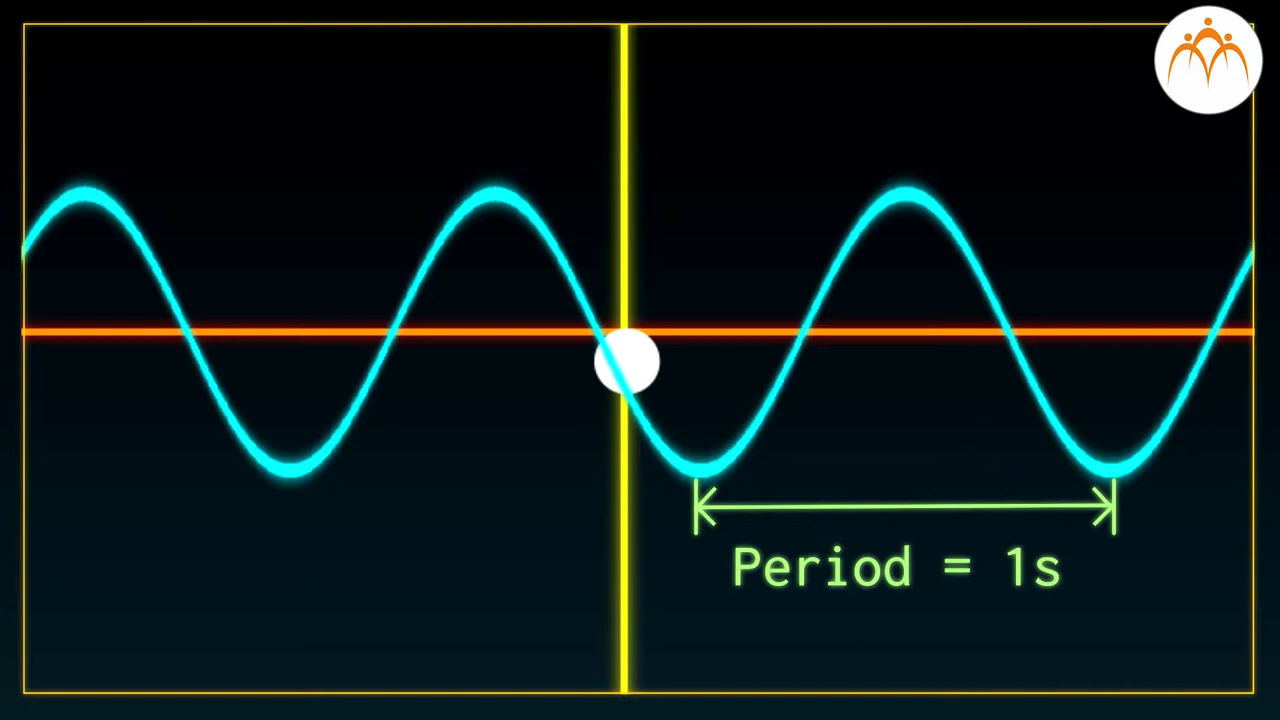 Period = 1s